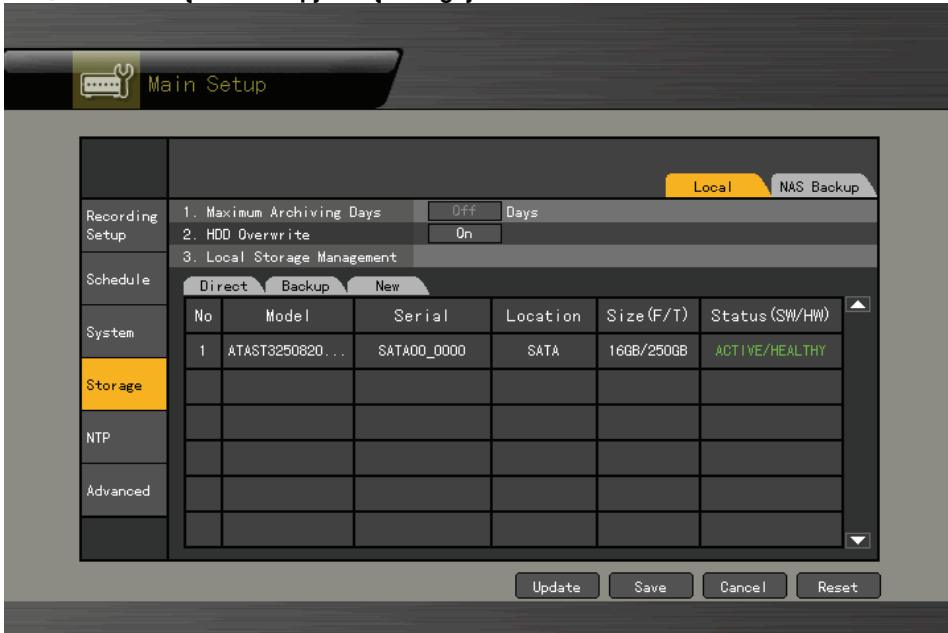 Main Setup
Local NAS Backup
Recording
Setup
Schedule
System
Storage
NTP
Advanced
1. Maximum Archiving Days Off Days
2. HDD Overwrite On
3. Local Storage Management
Direct Backup New
No Model Serial Location Size(F/T) Status(SW/HW)
1 ATAST3250820... SATA00_0000 SATA 16GB/250GB ACTIVE/HEALTHY
Update Save Cancel Reset